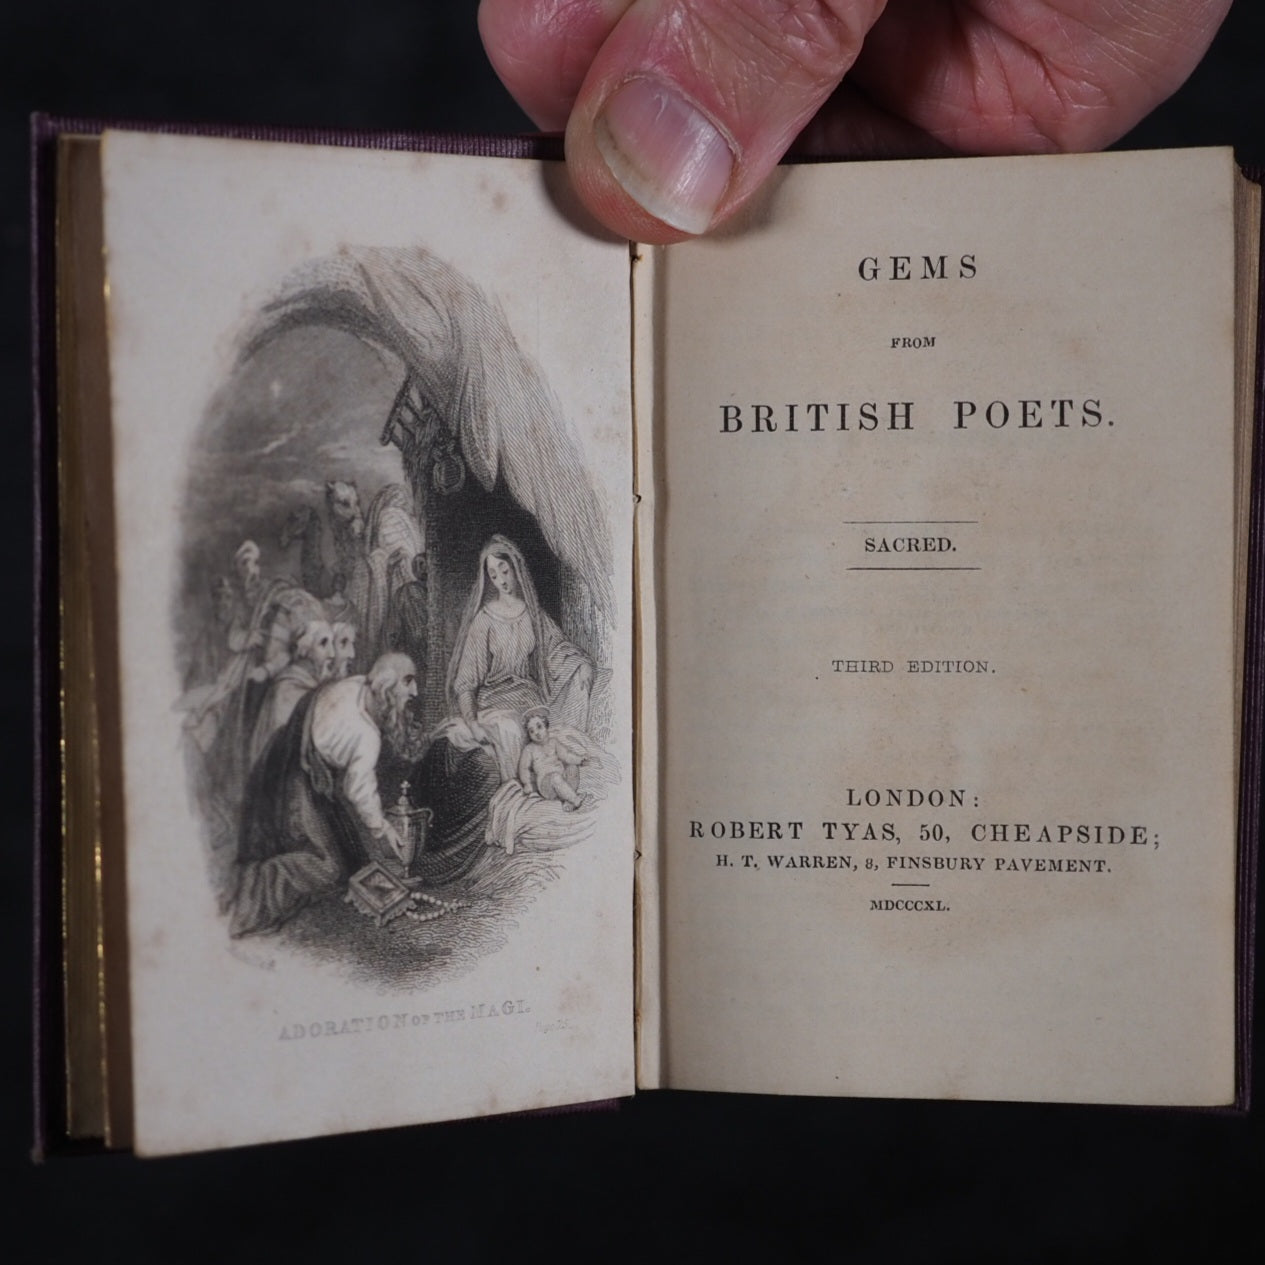 ADORATION OF THE MAGI.
GEMS
FROM
BRITISH POETS.
SACRED.
THIRD EDITION.
LONDON:
ROBERT TYAS, 50, CHEAPSIDE;
H. T. WARREN, 8, FINSBURY PAVEMENT.
MDCCCXL.